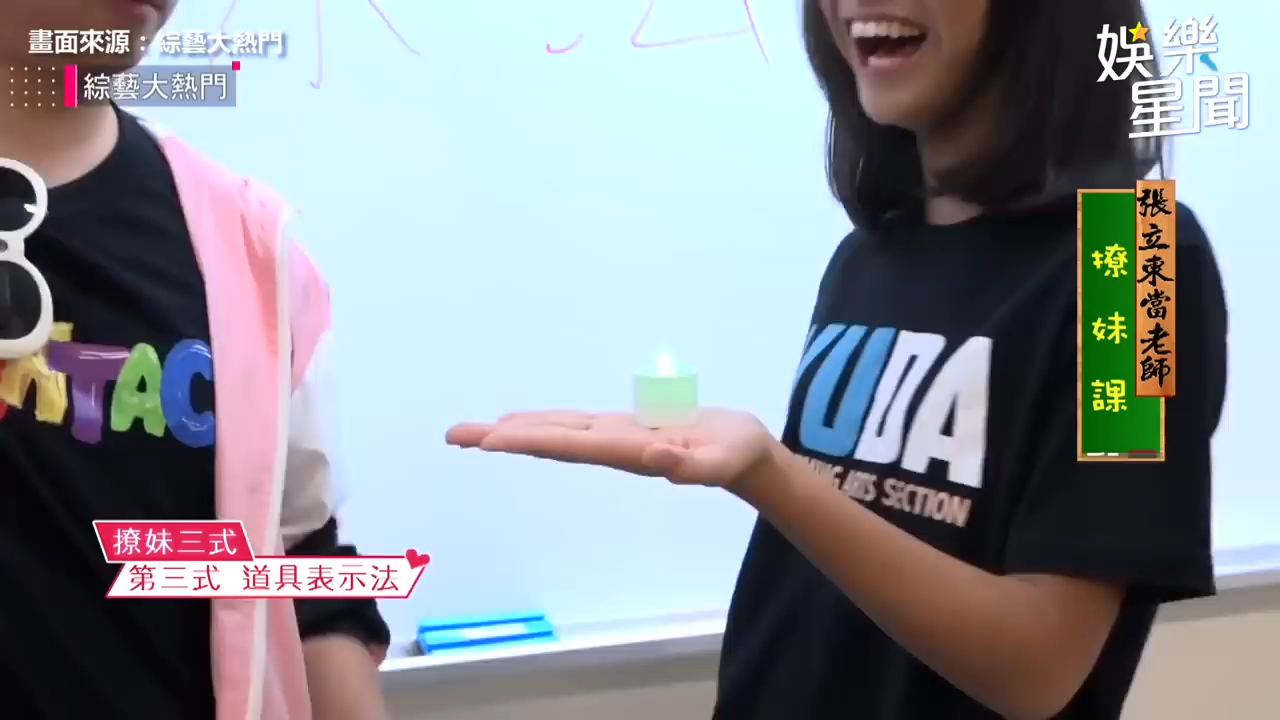 畫面來源：綜藝大熱門
綜藝大熱門
娛樂
星聞
張立東當老師
撩妹課
NTAC
YUDA
ARTS SECTION
撩妹三式
第三式 道具表示法